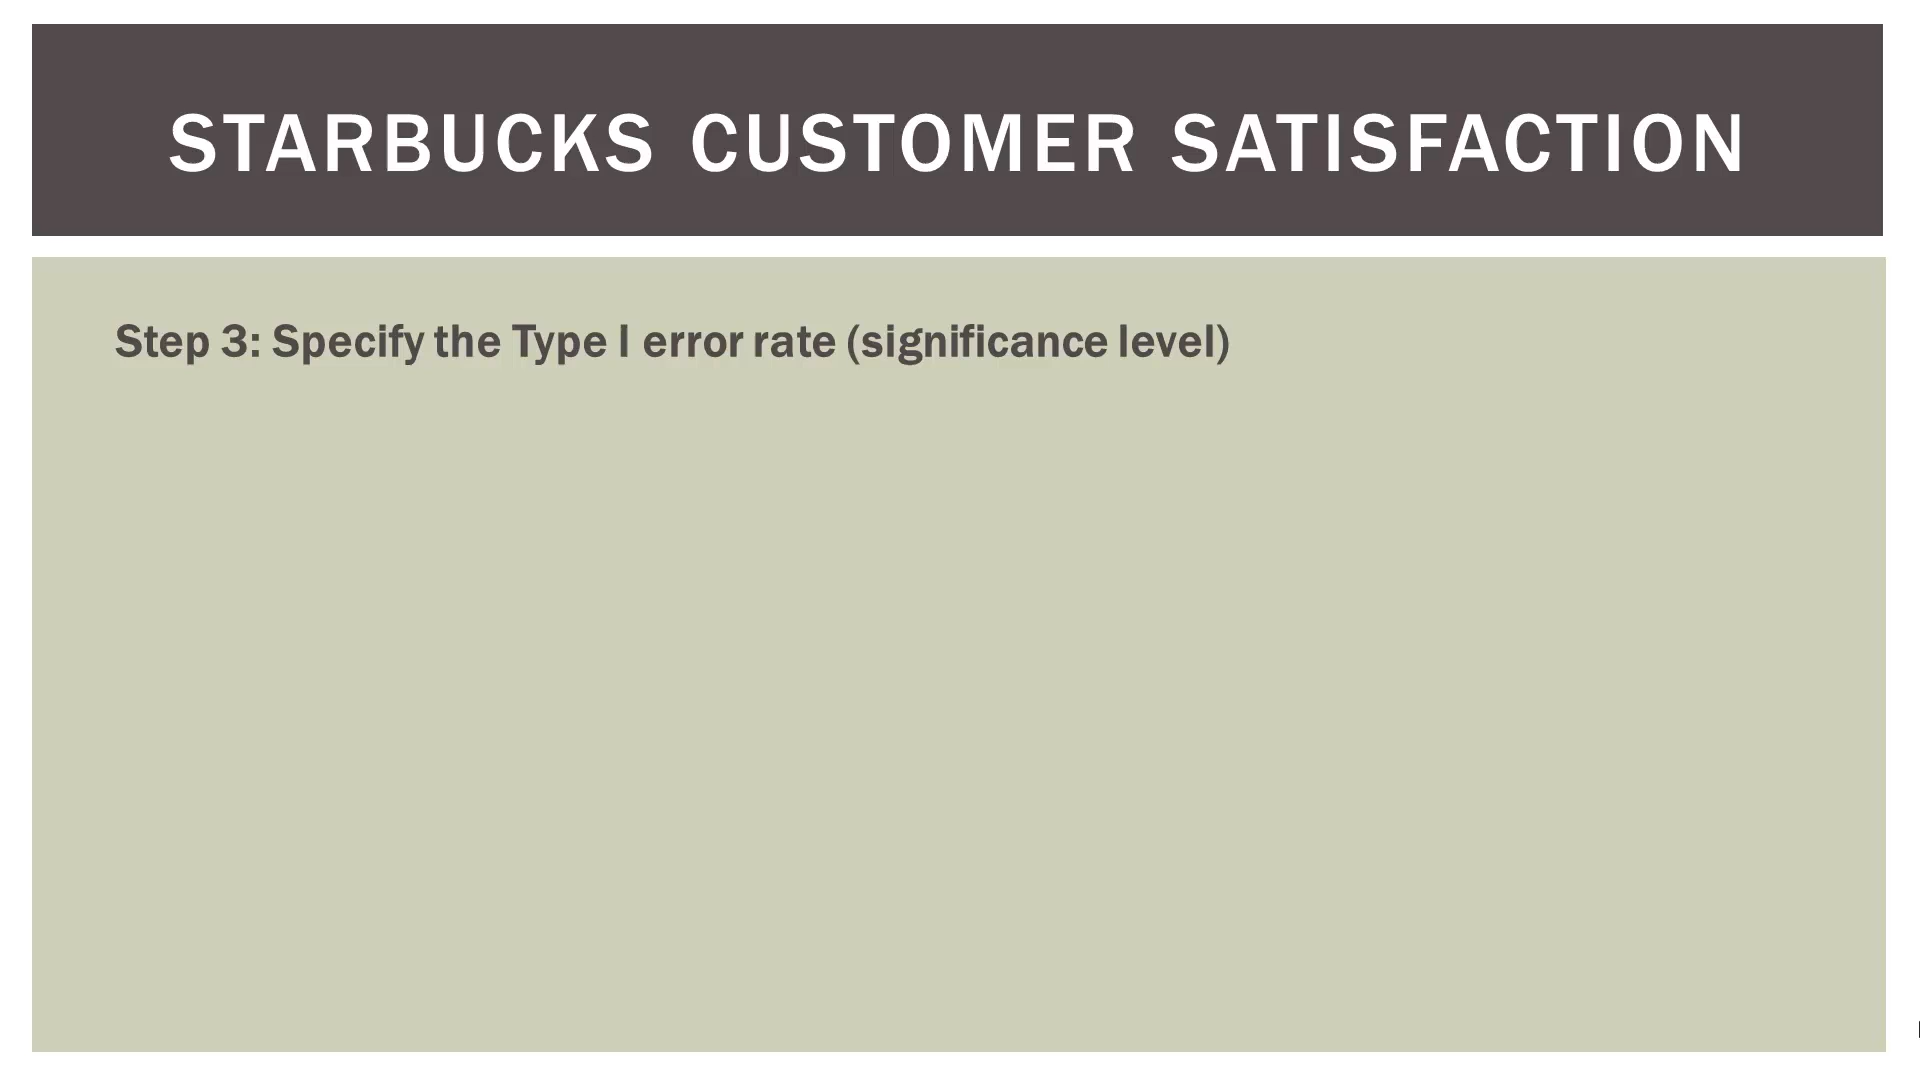 STARBUCKS CUSTOMER SATISFACTION
Step 3: Specify the Type I error rate (significance level)